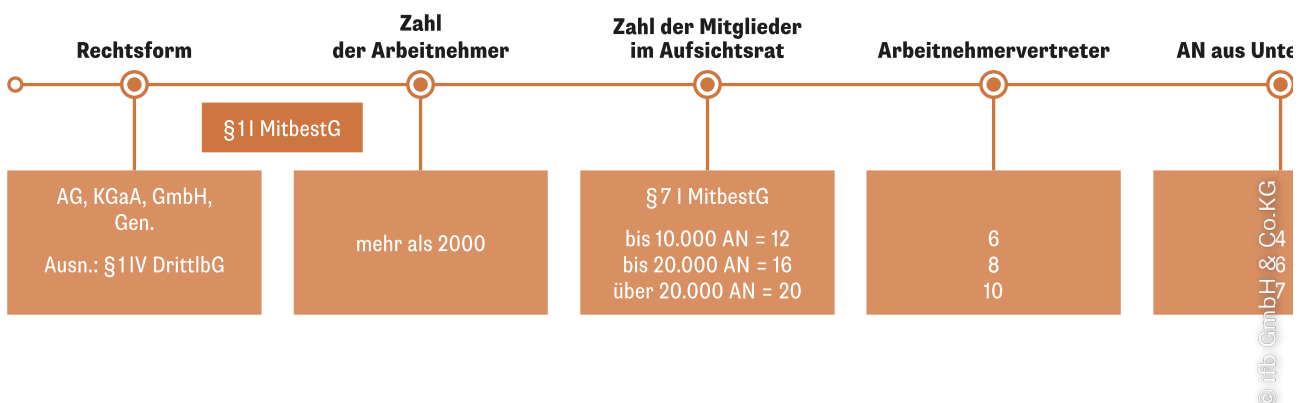 Rechtsform
Zahl
der Arbeitnehmer
Zahl der Mitglieder
im Aufsichtsrat
Arbeitnehmervertreter
AN aus Unte
§ 1 I MitbestG
AG, KGaA, GmbH,
Gen.
Ausn.: § 1 IV DrittlbG
mehr als 2000
§ 7 I MitbestG
bis 10.000 AN = 12
bis 20.000 AN = 16
über 20.000 AN = 20
6
8
10
4
6
7
© ifb GmbH & Co.KG